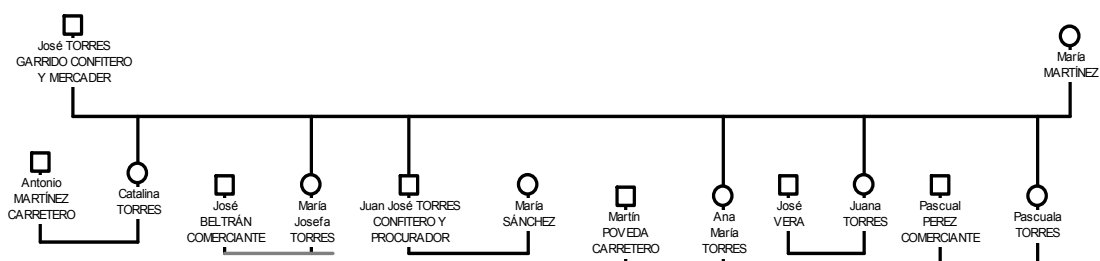 José TORRES
GARRIDO CONFITERO
Y MERCADER
María
MARTÍNEZ
Antonio
MARTÍNEZ
CARRETERO
Catalina
TORRES
José
BELTRÁN
COMERCIANTE
María
Josefa
TORRES
Juan José TORRES
CONFITERO Y
PROCURADOR
María
SÁNCHEZ
Martín
POVEDA
CARRETERO
Ana
María
TORRES
José
VERA
Juana
TORRES
Pascual
PEREZ
COMERCIANTE
Pascuala
TORRES